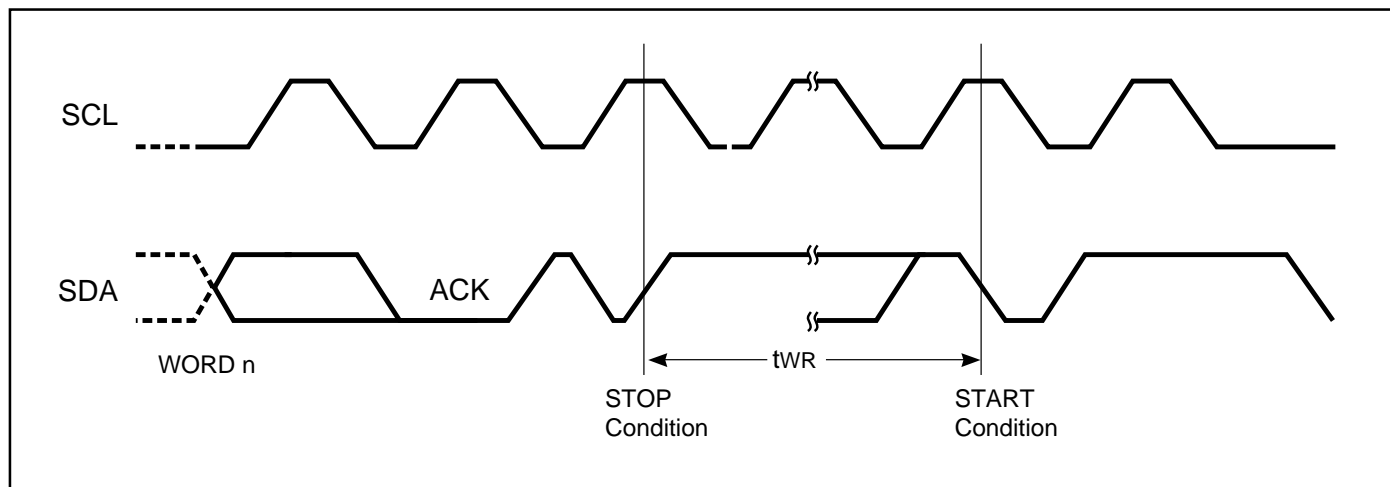 SCL
SDA
ACK
WORD n
tWR
STOP
Condition
START
Condition